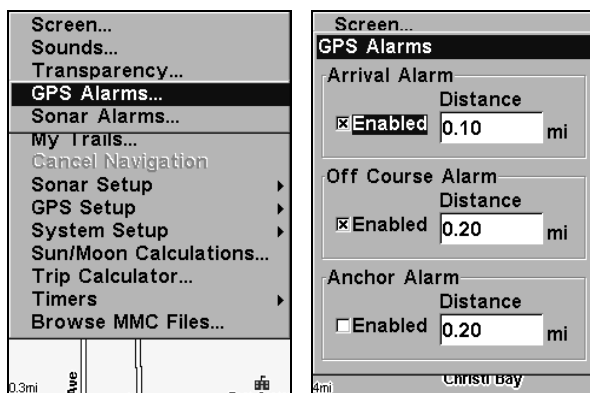 Screen...
Sounds...
Transparency...
GPS Alarms...
Sonar Alarms...
My Trails...
Cancel Navigation
Sonar Setup
GPS Setup
System Setup
Sun/Moon Calculations...
Trip Calculator...
Timers
Browse MMC Files...
0.3mi
Ave
Screen...
GPS Alarms
Arrival Alarm
Distance
Enabled 0.10 mi
Off Course Alarm
Distance
Enabled 0.20 mi
Anchor Alarm
Distance
Enabled 0.20 mi
4mi
Christi Bay